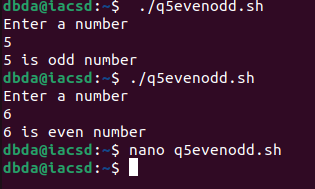 dbda@iacsd:~$ ./q5evenodd.sh
Enter a number
5
5 is odd number
dbda@iacsd:~$ ./q5evenodd.sh
Enter a number
6
6 is even number
dbda@iacsd:~$ nano q5evenodd.sh
dbda@iacsd:~$